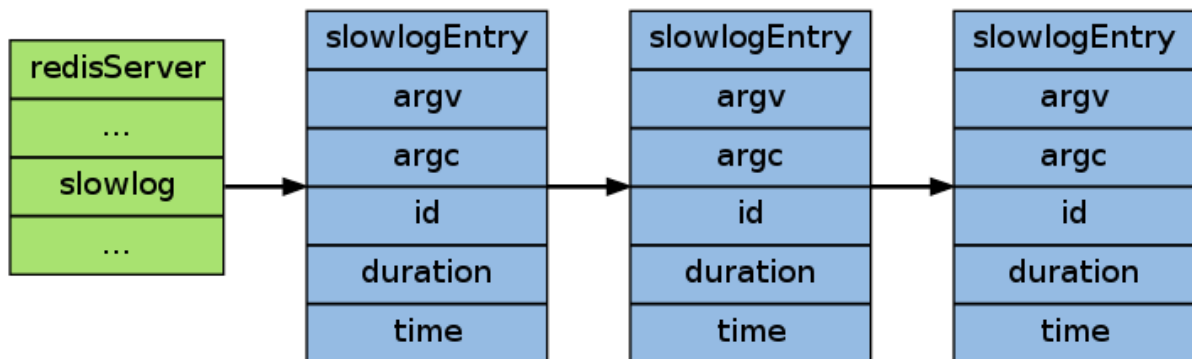 redisServer
...
slowlog
...
slowlogEntry
argv
argc
id
duration
time
slowlogEntry
argv
argc
id
duration
time
slowlogEntry
argv
argc
id
duration
time